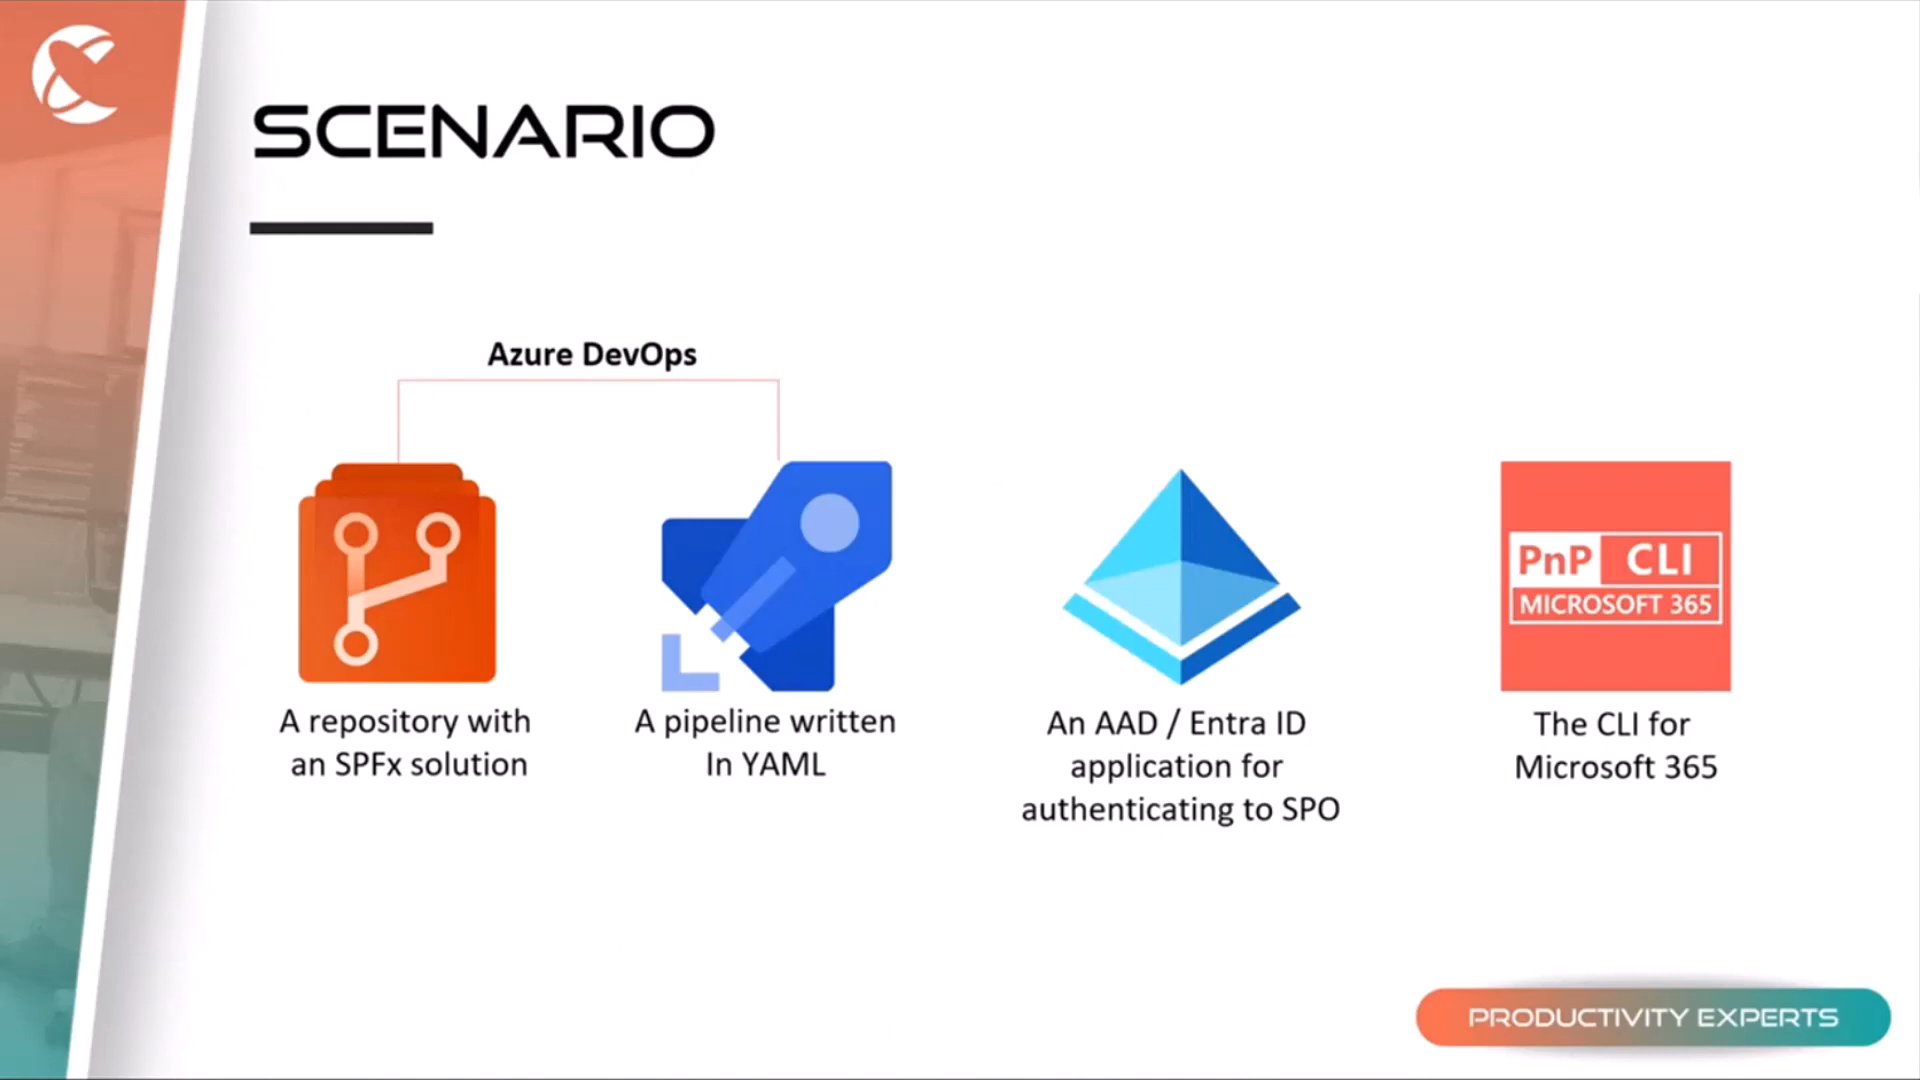 SCENARIO
Azure DevOps
A repository with
an SPFx solution
A pipeline written
In YAML
An AAD / Entra ID
application for
authenticating to SPO
PnP CLI
MICROSOFT 365
The CLI for
Microsoft 365
PRODUCTIVITY EXPERTS